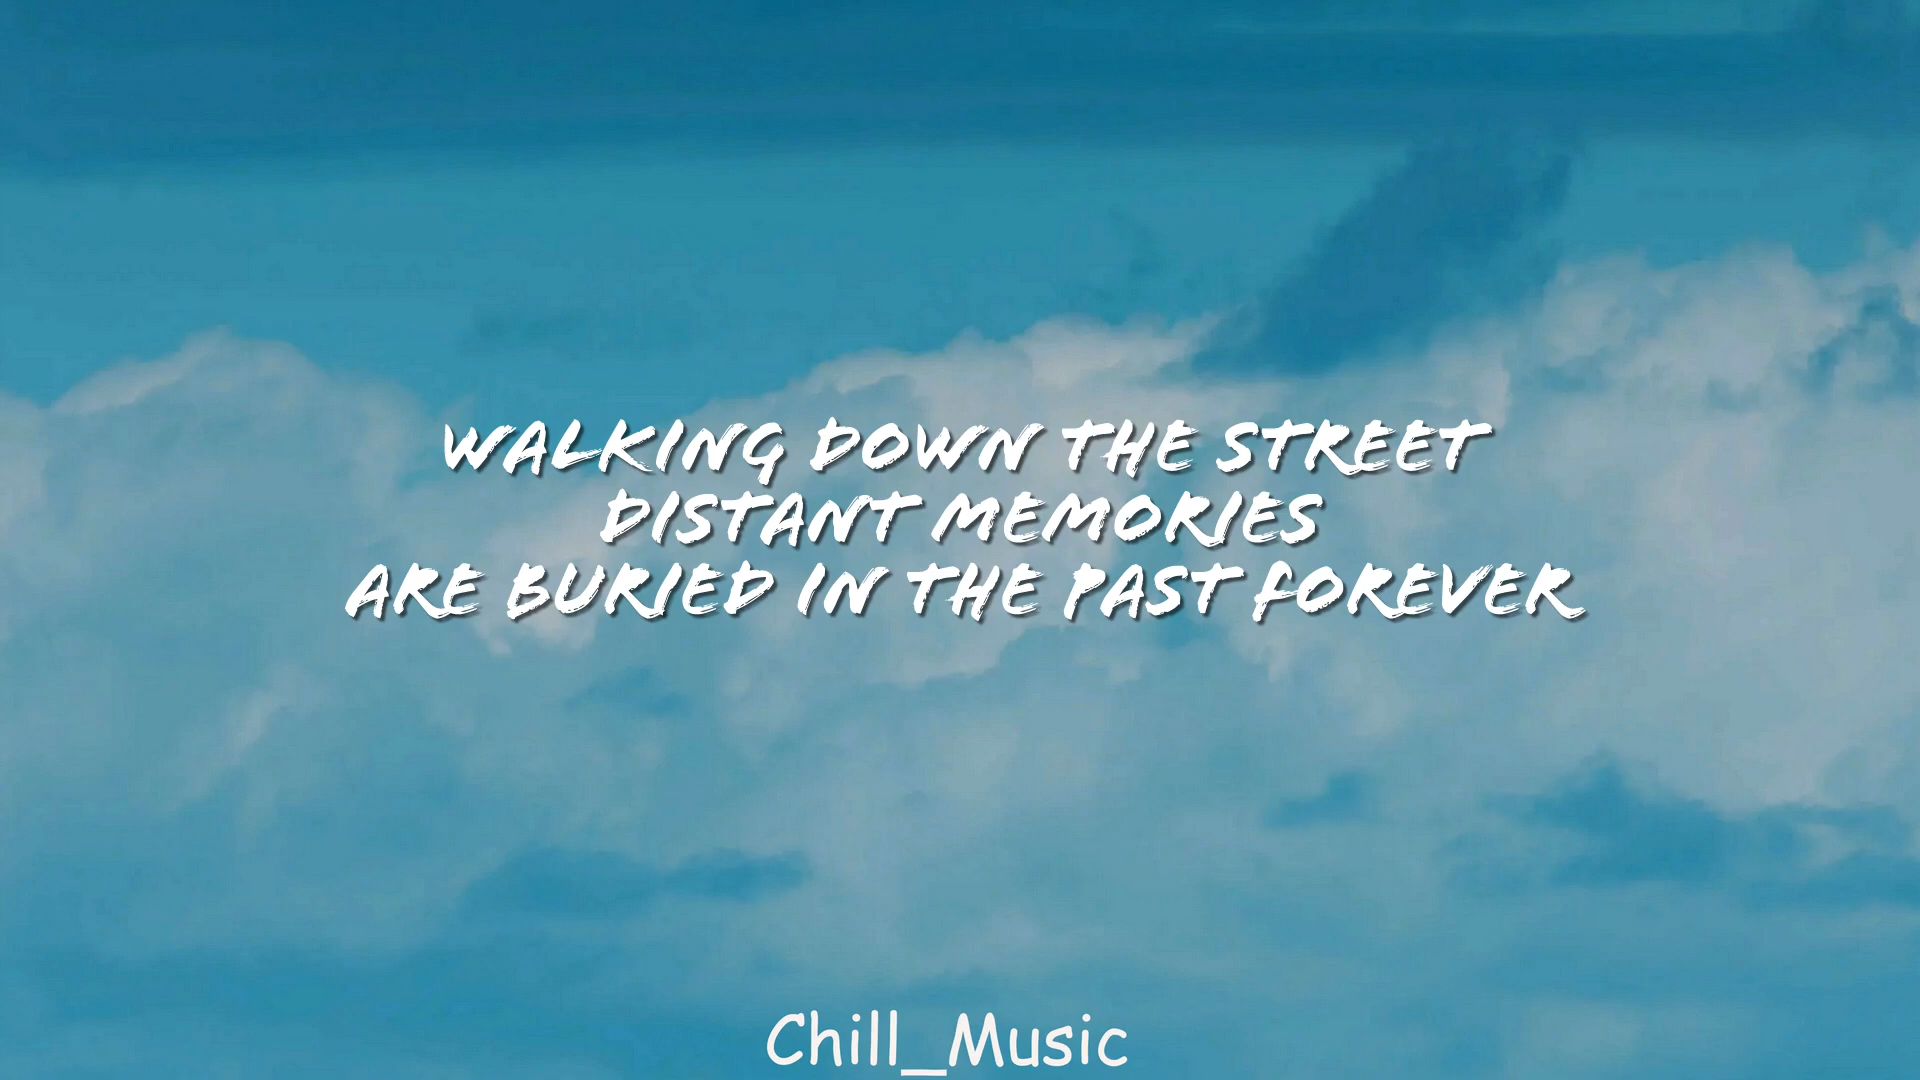 WALKING DOWN THE STREET
DISTANT MEMORIES
ARE BURIED IN THE PAST FOREVER
Chill_Music